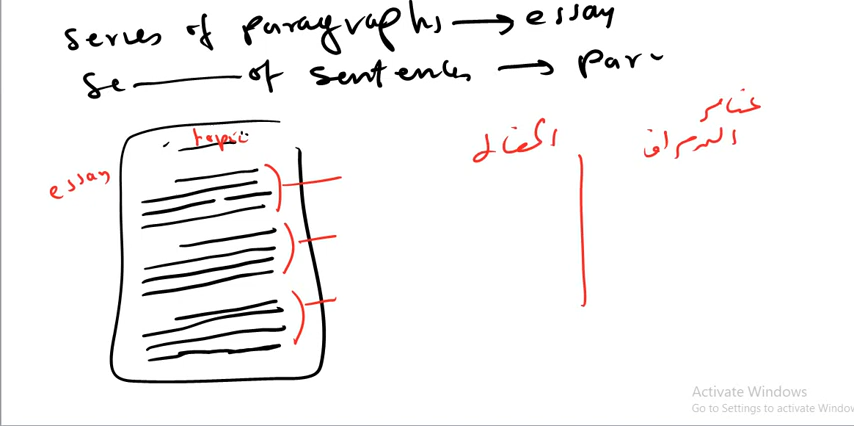 series of paragraphs → essay
Se——of sentences → par
topic
essay
المقال
عناصر
البراجراف
Activate Windows
Go to Settings to activate Window